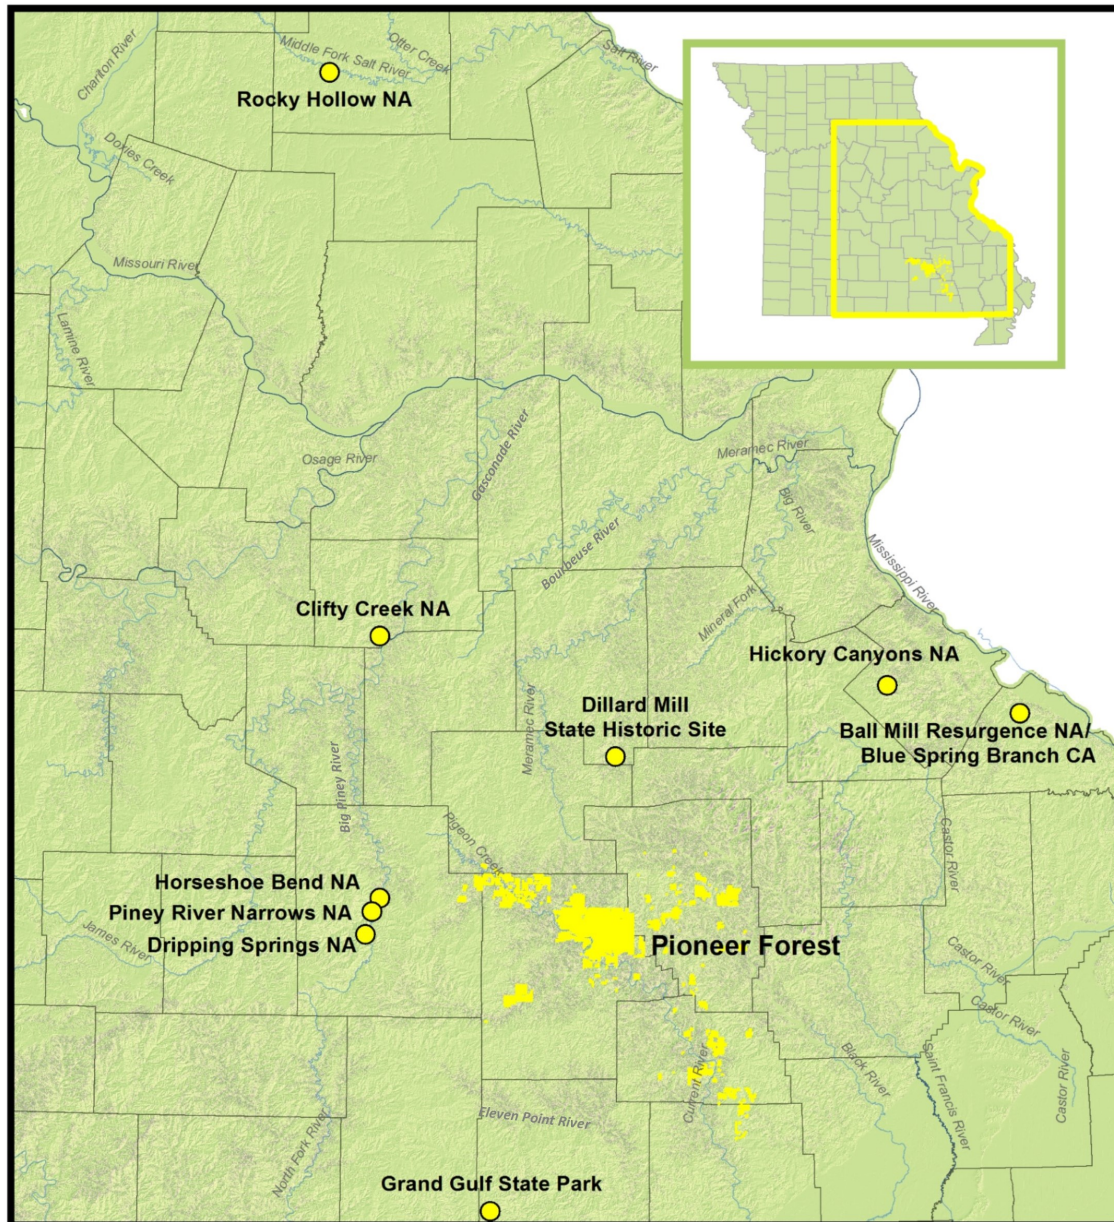 Chariton River
Middle Fork Salt River
Otter Creek
Salt River
Rocky Hollow NA
Doxies Creek
Missouri River
Lamine River
Osage River
Gasconade River
Meramec River
Big River
Bourbeuse River
Mississippi River
Mineral Fork
Clifty Creek NA
Hickory Canyons NA
Dillard Mill
State Historic Site
Ball Mill Resurgence NA/
Blue Spring Branch CA
Meramec River
Big Piney River
Pigeon Creek
Castor River
Horseshoe Bend NA
Piney River Narrows NA
Dripping Springs NA
James River
Pioneer Forest
Castor River
Castor River
Castor River
Current River
Black River
Saint Francis River
Eleven Point River
North Fork River
Grand Gulf State Park